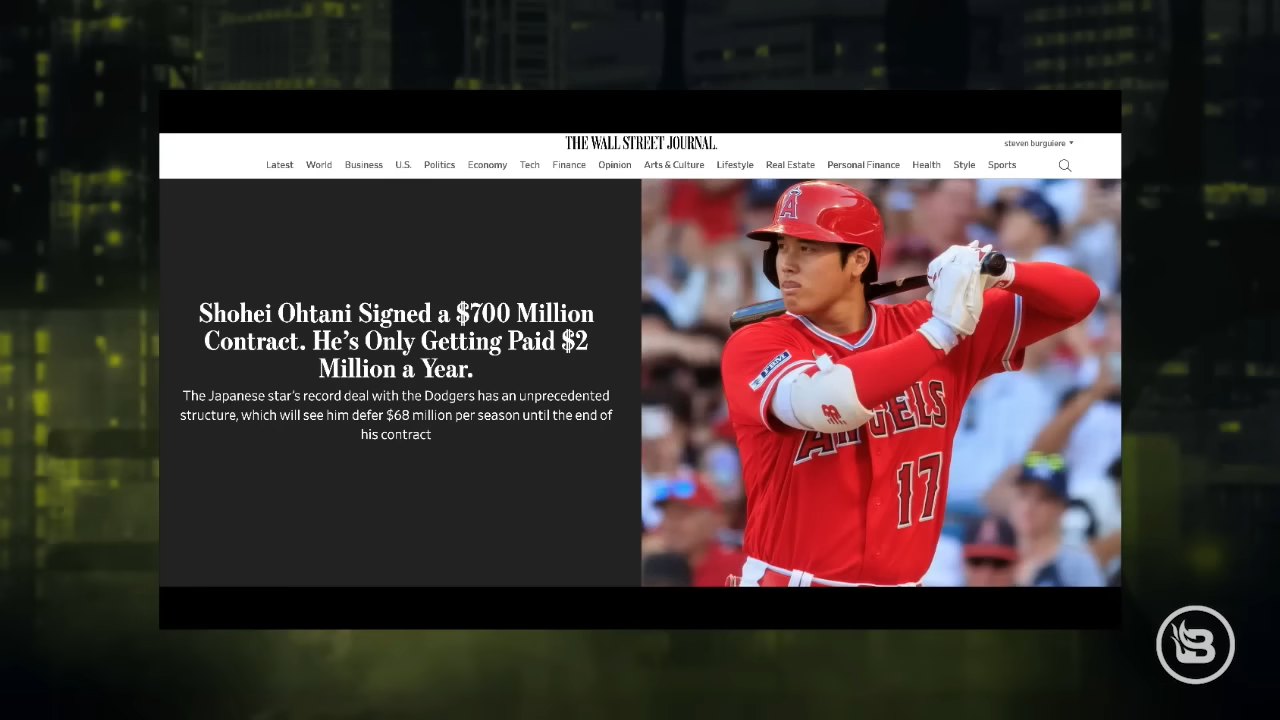 THE WALL STREET JOURNAL.
steven burguiere
Latest World Business U.S. Politics Economy Tech Finance Opinion Arts & Culture Lifestyle Real Estate Personal Finance Health Style Sports
Shohei Ohtani Signed a $700 Million
Contract. He's Only Getting Paid $2
Million a Year.
The Japanese star's record deal with the Dodgers has an unprecedented
structure, which will see him defer $68 million per season until the end of
his contract
A
FBM
ANGELS
17
B